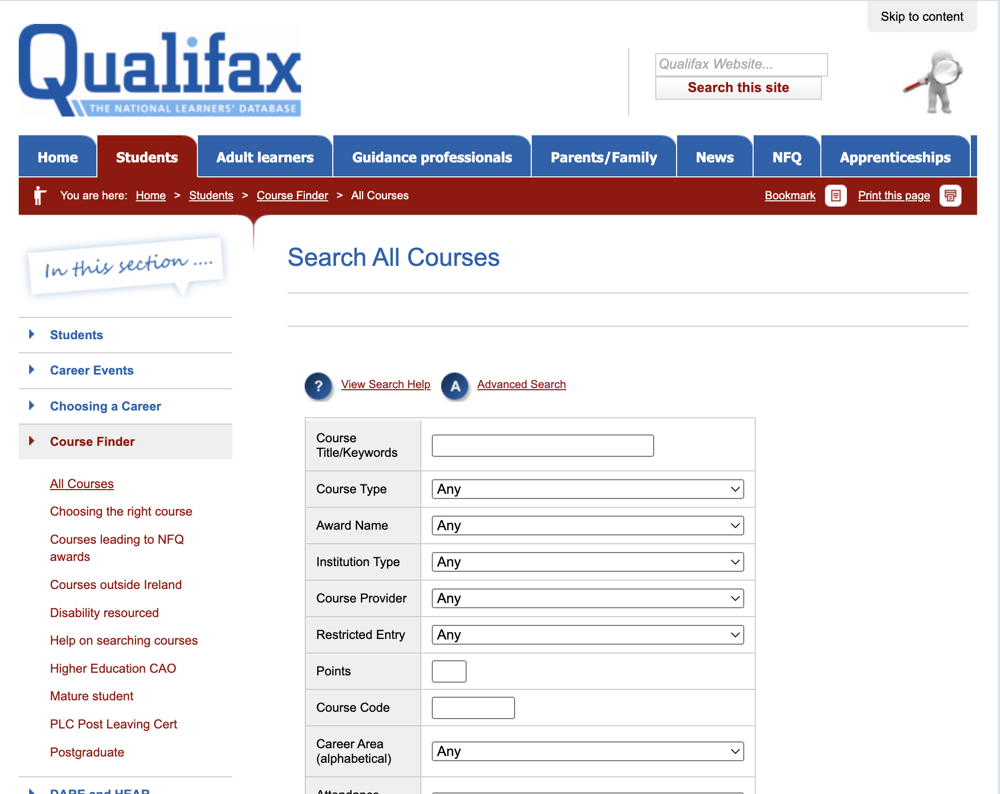 Skip to content
Qualifax
THE NATIONAL LEARNERS' DATABASE
Qualifax Website...
Search this site
Home
Students
Adult learners
Guidance professionals
Parents/Family
News
NFQ
Apprenticeships
You are here: Home > Students > Course Finder > All Courses
Bookmark
Print this page
In this section ....
Students
Career Events
Choosing a Career
Course Finder
All Courses
Choosing the right course
Courses leading to NFQ
awards
Courses outside Ireland
Disability resourced
Help on searching courses
Higher Education CAO
Mature student
PLC Post Leaving Cert
Postgraduate
DARE and HEAR
Search All Courses
? View Search Help
A Advanced Search
Course
Title/Keywords
Course Type Any
Award Name Any
Institution Type Any
Course Provider Any
Restricted Entry Any
Points
Course Code
Career Area
(alphabetical)
Any
Attendance